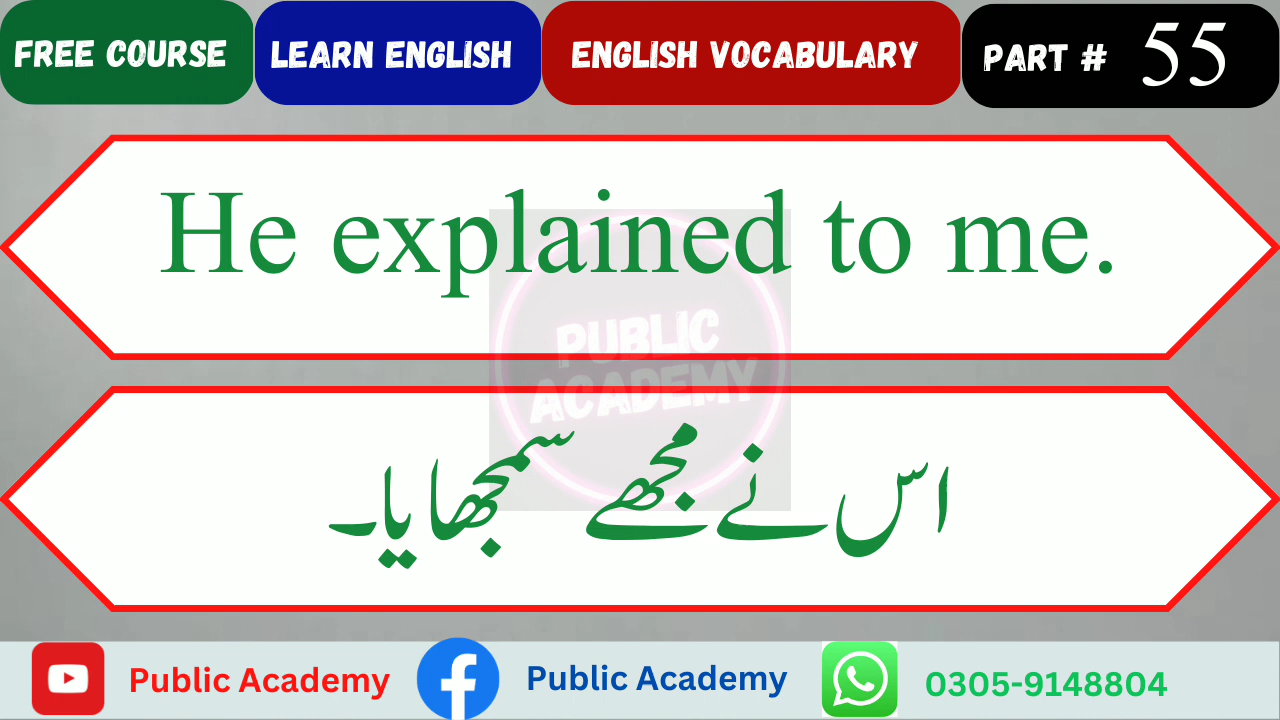 FREE COURSE
LEARN ENGLISH
ENGLISH VOCABULARY
PART # 55
He explained to me.
PUBLIC
ACADEMY
اس نے مجھے سمجھایا۔
Public Academy
Public Academy
0305-9148804